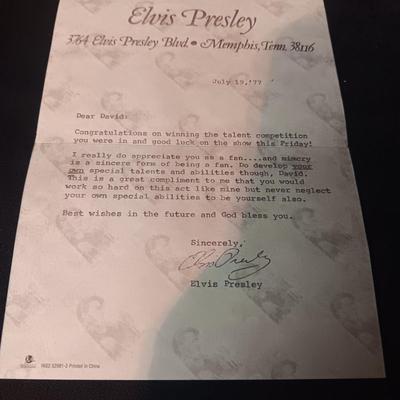 Elvis Presley
3764 Elvis Presley Blvd. • Memphis, Tenn. 38116
July 19, '77
Dear David:
Congratulations on winning the talent competition
you were in and good luck on the show this Friday!
I really do appreciate you as a fan....and mimcry
is a sincere form of being a fan. Do develop your
own special talents and abilities though, David.
This is a great compliment to me that you would
work so hard on this act like mine but never neglect
your own special abilities to be yourself also.
Best wishes in the future and God bless you.
Sincerely,
Elvis Presley
Elvis Presley
Printed in China